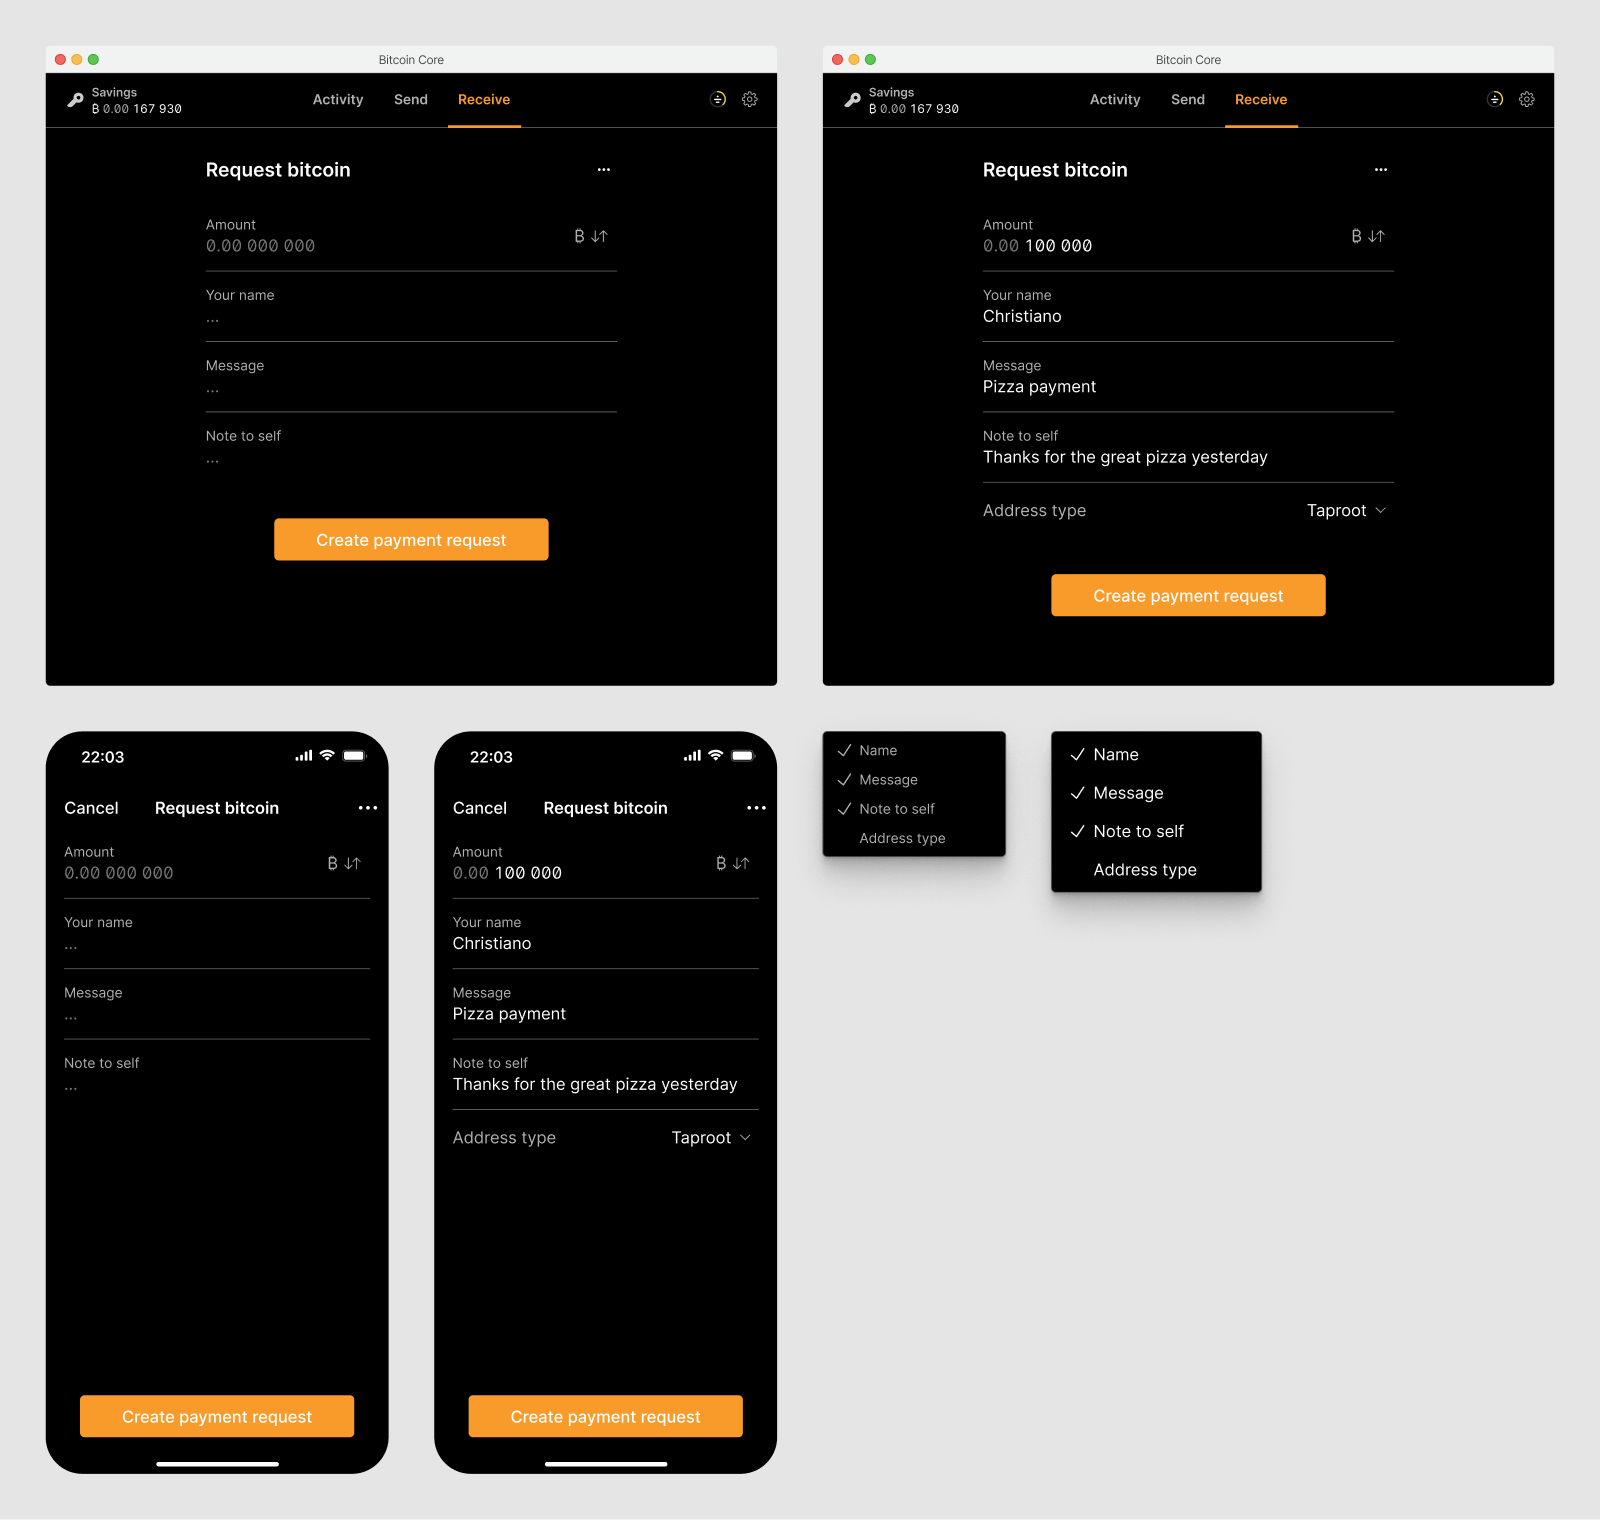 Bitcoin Core
Savings
₿ 0.00 167 930
Activity
Send
Receive
Request bitcoin
...
Amount
0.00 000 000
₿
Your name
...
Message
...
Note to self
...
Create payment request
Bitcoin Core
Savings
₿ 0.00 167 930
Activity
Send
Receive
Request bitcoin
...
Amount
0.00 100 000
₿
Your name
Christiano
Message
Pizza payment
Note to self
Thanks for the great pizza yesterday
Address type
Taproot
Create payment request
22:03
Cancel
Request bitcoin
...
Amount
0.00 000 000
₿
Your name
...
Message
...
Note to self
...
Create payment request
22:03
Cancel
Request bitcoin
...
Amount
0.00 100 000
₿
Your name
Christiano
Message
Pizza payment
Note to self
Thanks for the great pizza yesterday
Address type
Taproot
Create payment request
Name
Message
Note to self
Address type
Name
Message
Note to self
Address type